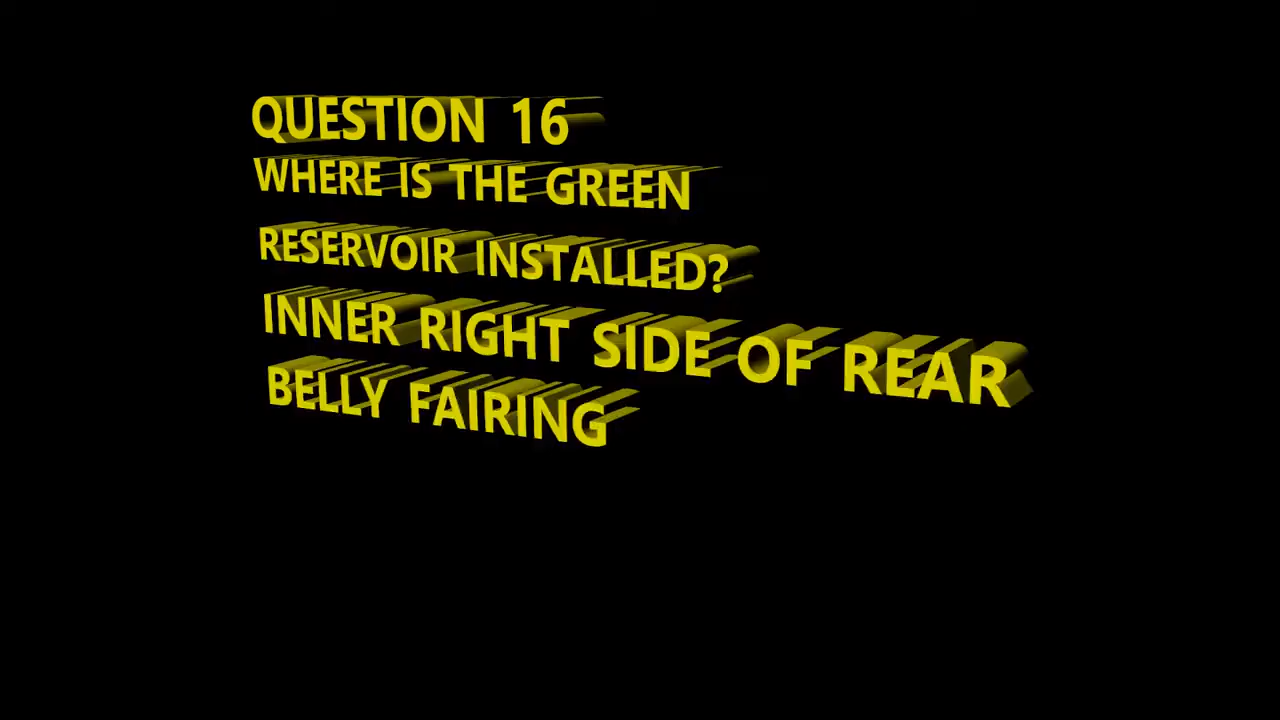 QUESTION 16
WHERE IS THE GREEN
RESERVOIR INSTALLED?
INNER RIGHT SIDE OF REAR
BELLY FAIRING